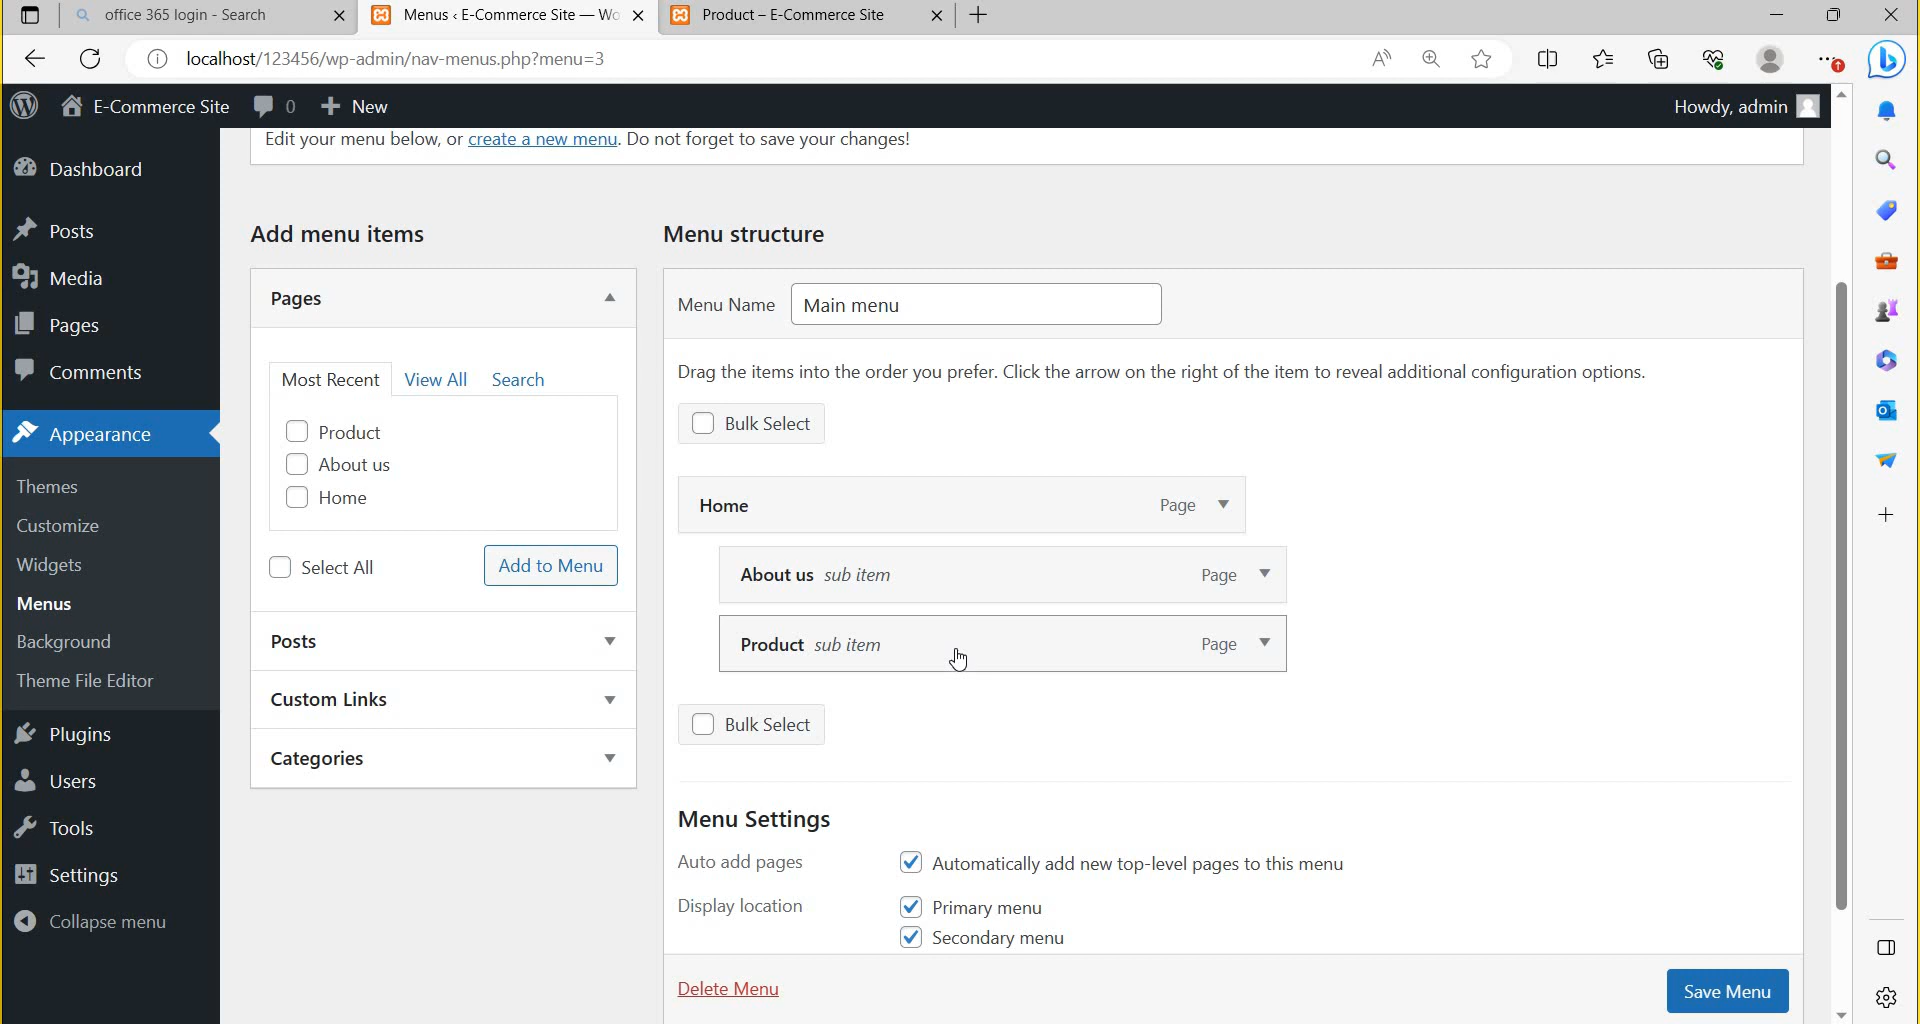 office 365 login - Search
Menus ‹ E-Commerce Site — Wo
Product – E-Commerce Site
localhost/123456/wp-admin/nav-menus.php?menu=3
E-Commerce Site
0
New
Howdy, admin
Edit your menu below, or create a new menu. Do not forget to save your changes!
Dashboard
Posts
Media
Pages
Comments
Appearance
Themes
Customize
Widgets
Menus
Background
Theme File Editor
Plugins
Users
Tools
Settings
Collapse menu
Add menu items
Pages
Most Recent
View All
Search
Product
About us
Home
Select All
Add to Menu
Posts
Custom Links
Categories
Menu structure
Menu Name
Main menu
Drag the items into the order you prefer. Click the arrow on the right of the item to reveal additional configuration options.
Bulk Select
Home Page
About us sub item Page
Product sub item Page
Bulk Select
Menu Settings
Auto add pages
Automatically add new top-level pages to this menu
Display location
Primary menu
Secondary menu
Delete Menu
Save Menu